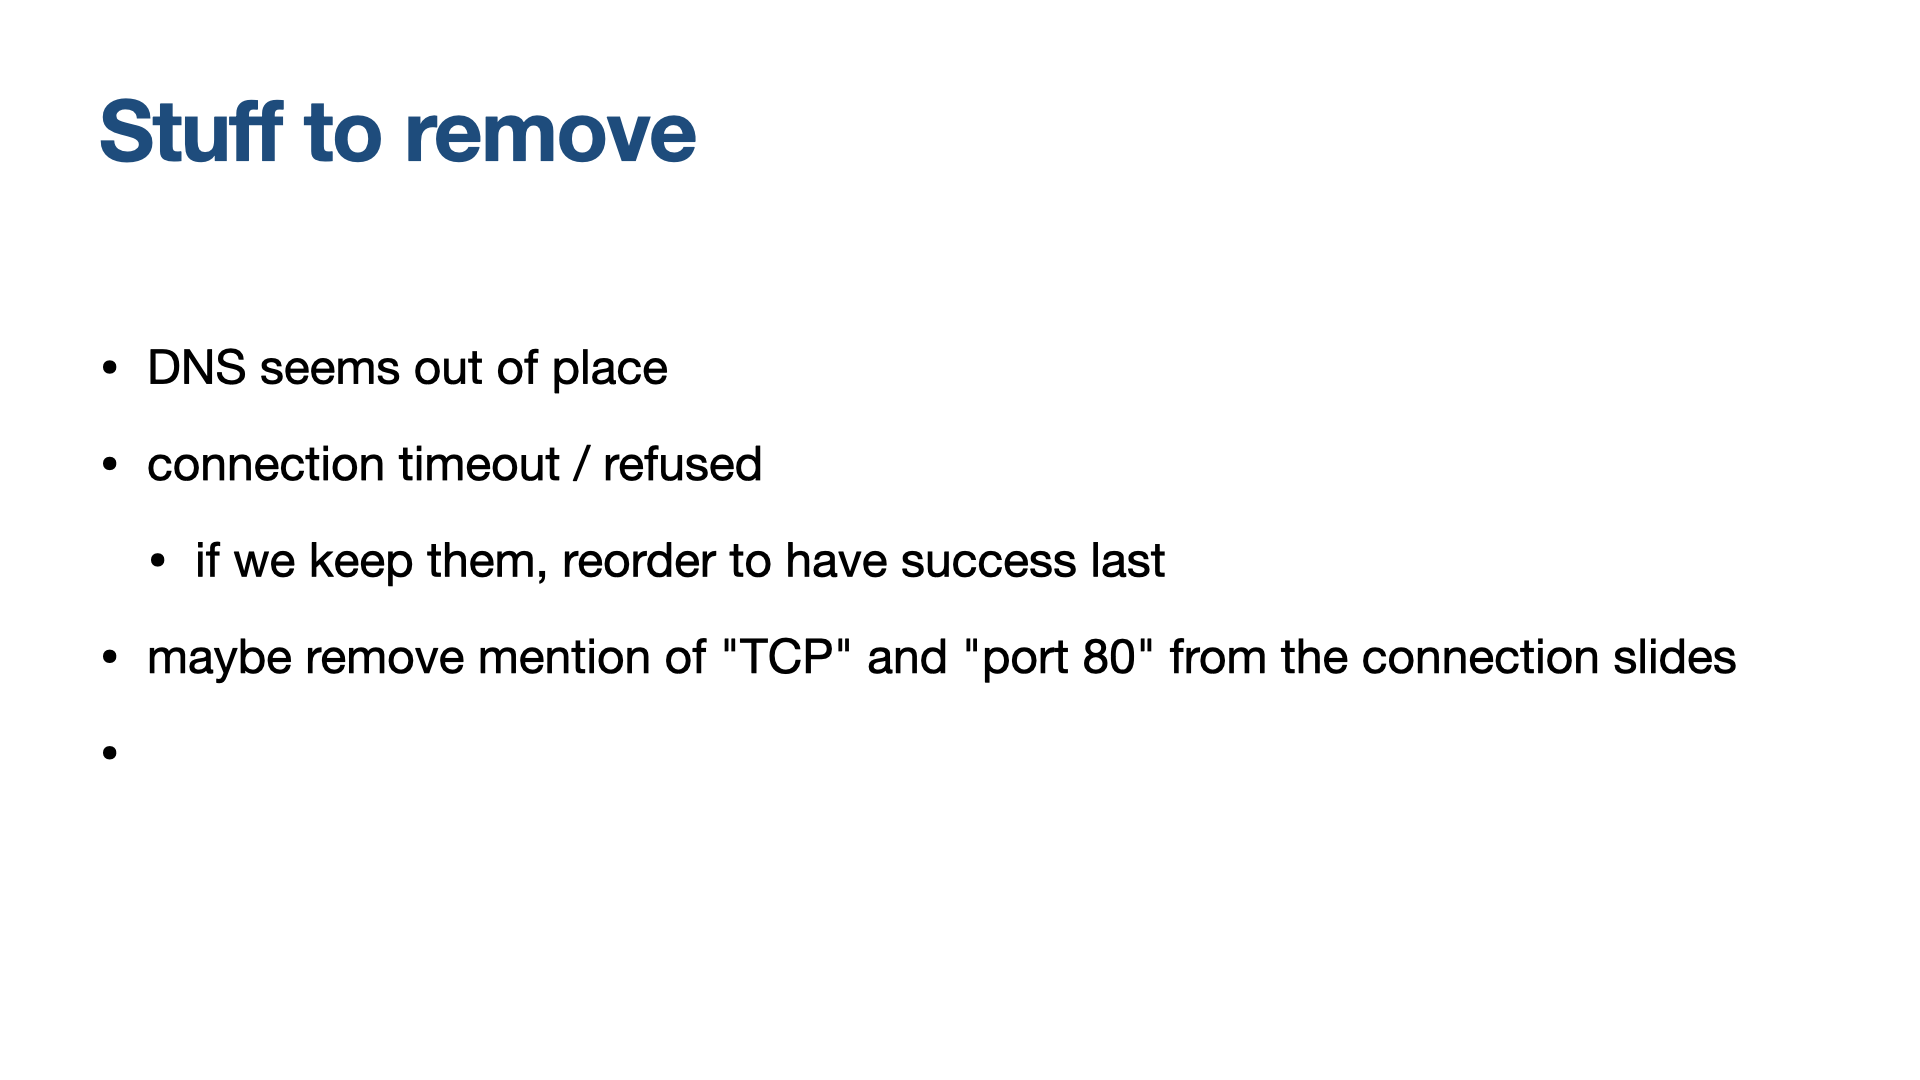 Stuff to remove
• DNS seems out of place
• connection timeout / refused
• if we keep them, reorder to have success last
• maybe remove mention of "TCP" and "port 80" from the connection slides
•